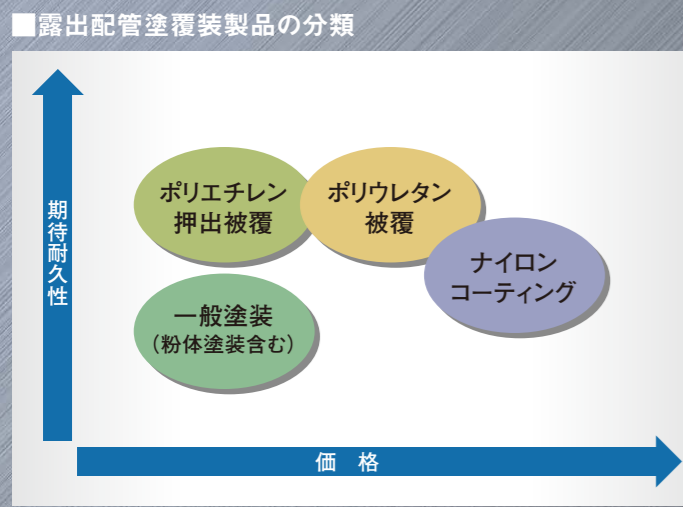 ■露出配管塗覆装製品の分類
期待耐久性
ポリエチレン
押出被覆
ポリウレタン
被覆
ナイロン
コーティング
一般塗装
（粉体塗装含む）
価　格